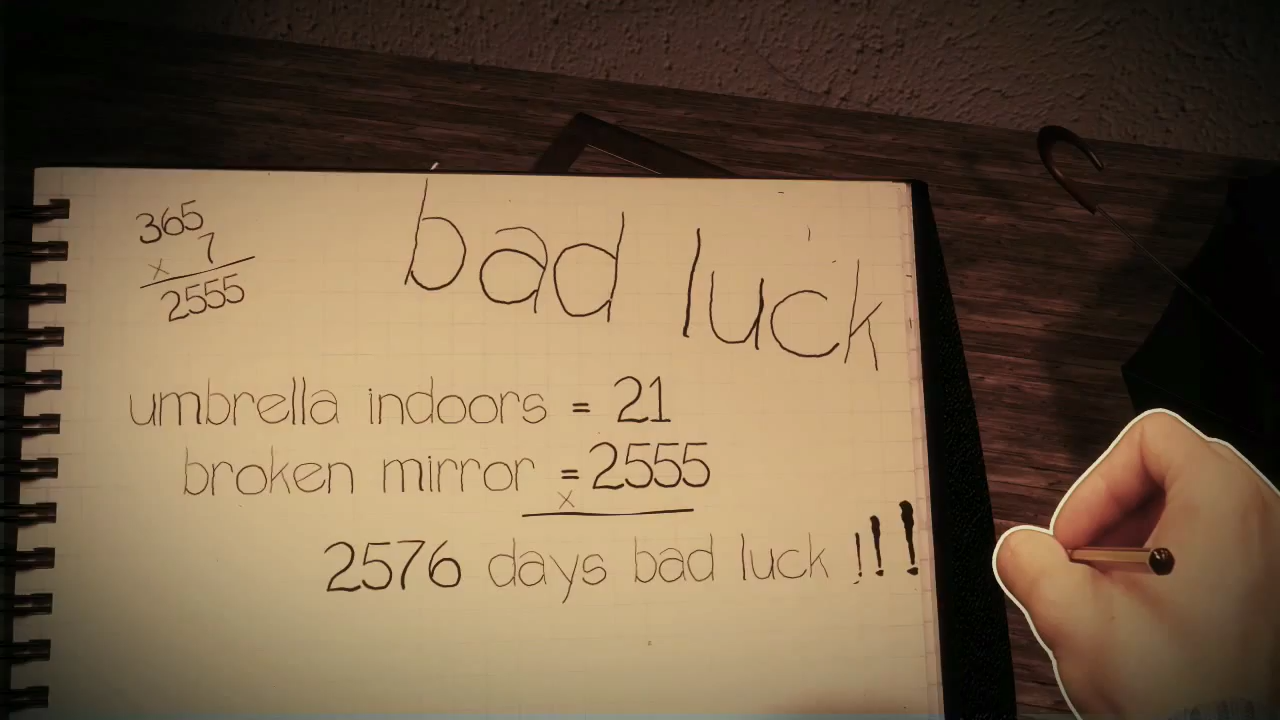 bad luck
365
x 7
2555
umbrella indoors = 21
broken mirror = 2555
x
2576 days bad luck !!!